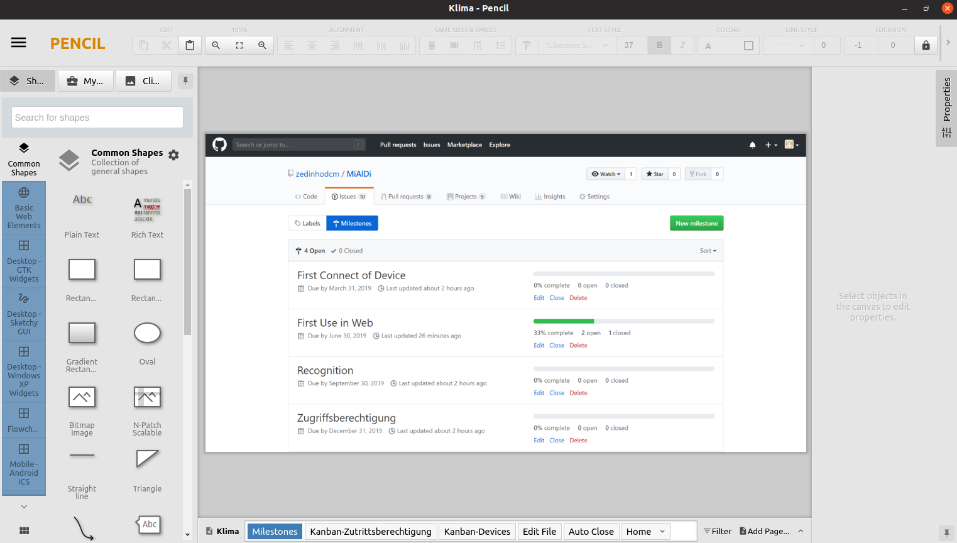 Klima - Pencil
PENCIL
EDIT
100%
ALIGNMENT
SAME SIZES & SPACES
TEXT STYLE
COLORS
LINE STYLE
LOCATION
37
B
I
A
0
-1
0
Sh...
My...
Cli...
Search for shapes
Common Shapes
Common Shapes
Collection of general shapes
Basic Web Elements
Desktop - GTK Widgets
Desktop - Sketchy GUI
Desktop - Windows XP Widgets
Flowch...
Mobile - Android ICS
Abc
Plain Text
Rich Text
Rectan...
Rectan...
Gradient Rectan...
Oval
Bitmap Image
N-Patch Scalable
Straight line
Triangle
Abc
Search or jump to...
Pull requests Issues Marketplace Explore
zedinhodcm / MiAIDi
Watch 1 Star 0 Fork 0
Code Issues 10 Pull requests 0 Projects 5 Wiki Insights Settings
Labels Milestones
New milestone
4 Open 0 Closed
Sort
First Connect of Device
Due by March 31, 2019 Last updated about 2 hours ago
0% complete 0 open 0 closed
Edit Close Delete
First Use in Web
Due by June 30, 2019 Last updated 26 minutes ago
33% complete 2 open 1 closed
Edit Close Delete
Recognition
Due by September 30, 2019 Last updated about 2 hours ago
0% complete 0 open 0 closed
Edit Close Delete
Zugriffsberechtigung
Due by December 31, 2019 Last updated about 2 hours ago
0% complete 0 open 0 closed
Edit Close Delete
Properties
Select objects in
the canvas to edit
properties.
Klima Milestones Kanban-Zutrittsberechtigung Kanban-Devices Edit File Auto Close Home Filter Add Page...